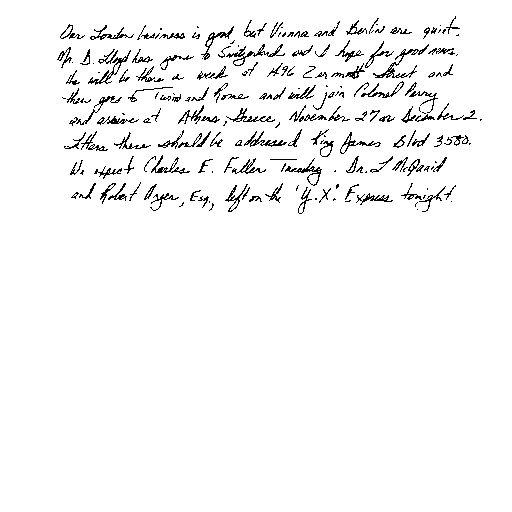 Our London business is good, but Vienna and Berlin are quiet.
Mr. D. Lloyd has gone to Switzerland and I hope for good news.
He will be there a week at 1496 Zermott Street and
then goes to Turin and Rome and will join Colonel Parry
and arrive at Athens, Greece, November 27 or December 2.
Letters there should be addressed King James Blvd 3580.
We expect Charles E. Fuller Tuesday. Dr. L McQuaid
and Robert Unger, Esq., left on the 'Y.X.' Express tonight.